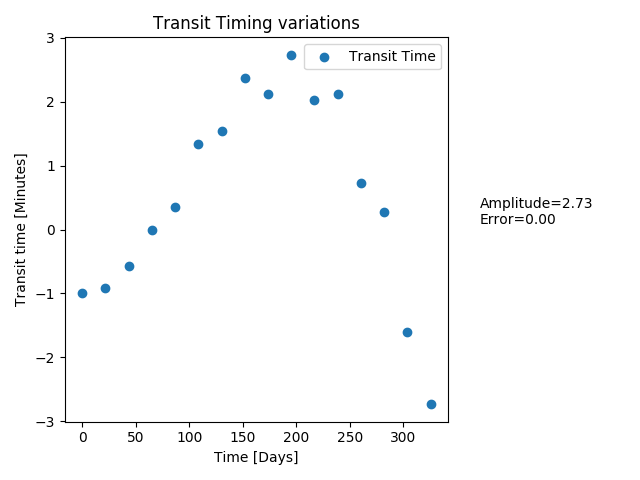 Transit Timing variations
Transit Time
Transit time [Minutes]
3
2
1
0
−1
−2
−3
0 50 100 150 200 250 300
Time [Days]
Amplitude=2.73
Error=0.00